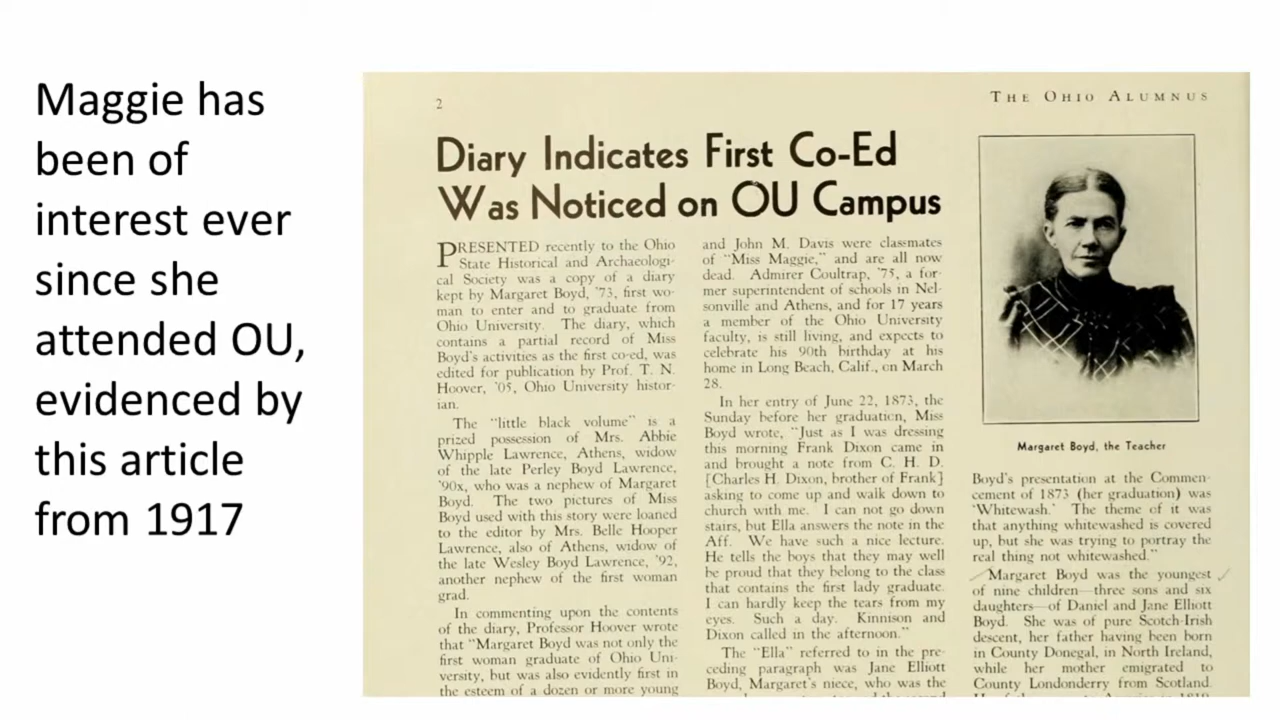 Maggie has
been of
interest ever
since she
attended OU,
evidenced by
this article
from 1917
2
THE OHIO ALUMNUS
Diary Indicates First Co-Ed
Was Noticed on OU Campus
PRESENTED recently to the Ohio
State Historical and Archaeologi-
cal Society was a copy of a diary
kept by Margaret Boyd, '73, first wo-
man to enter and to graduate from
Ohio University. The diary, which
contains a partial record of Miss
Boyd's activities as the first co-ed, was
edited for publication by Prof. T. N.
Hoover, '05, Ohio University histor-
ian.
The "little black volume" is a
prized possession of Mrs. Abbie
Whipple Lawrence, Athens, widow
of the late Perley Boyd Lawrence,
'90x, who was a nephew of Margaret
Boyd. The two pictures of Miss
Boyd used with this story were loaned
to the editor by Mrs. Belle Hooper
Lawrence, also of Athens, widow of
the late Wesley Boyd Lawrence, '92,
another nephew of the first woman
grad.
In commenting upon the contents
of the diary, Professor Hoover wrote
that "Margaret Boyd was not only the
first woman graduate of Ohio Uni-
versity, but was also evidently first in
the esteem of a dozen or more young
and John M. Davis were classmates
of "Miss Maggie," and are all now
dead. Admirer Coultrap, '75, a for-
mer superintendent of schools in Nel-
sonville and Athens, and for 17 years
a member of the Ohio University
faculty, is still living, and expects to
celebrate his 90th birthday at his
home in Long Beach, Calif., on March
28.
In her entry of June 22, 1873, the
Sunday before her graduation, Miss
Boyd wrote, "Just as I was dressing
this morning Frank Dixon came in
and brought a note from C. H. D.
[Charles H. Dixon, brother of Frank]
asking to come up and walk down to
church with me. I can not go down
stairs, but Ella answers the note in the
Aff. We have such a nice lecture.
He tells the boys that they may well
be proud that they belong to the class
that contains the first lady graduate.
I can hardly keep the tears from my
eyes. Such a day. Kinnison and
Dixon called in the afternoon."
The "Ella" referred to in the pre-
ceding paragraph was Jane Elliott
Boyd, Margaret's niece, who was the
Margaret Boyd, the Teacher
Boyd's presentation at the Commen-
cement of 1873 (her graduation) was
'Whitewash.' The theme of it was
that anything whitewashed is covered
up, but she was trying to portray the
real thing not whitewashed."
Margaret Boyd was the youngest
of nine children—three sons and six
daughters—of Daniel and Jane Elliott
Boyd. She was of pure Scotch-Irish
descent, her father having been born
in County Donegal, in North Ireland,
while her mother emigrated to
County Londonderry from Scotland.